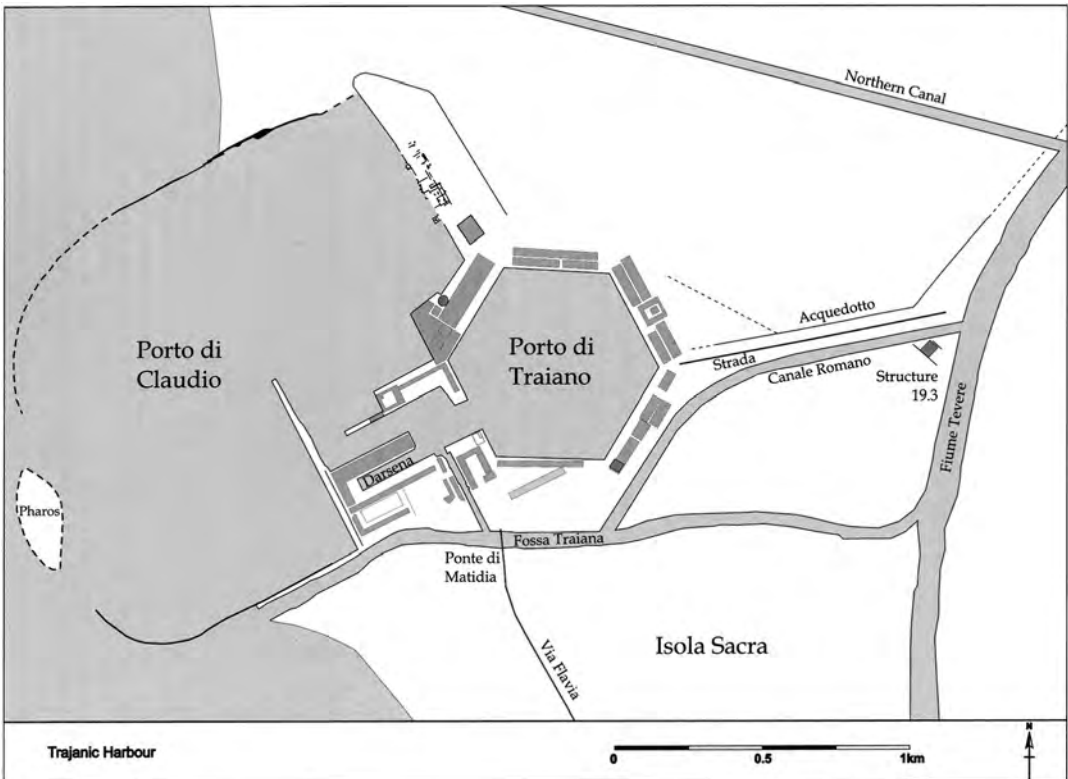 Northern Canal
Porto di
Claudio
Porto di
Traiano
Acquedotto
Strada
Canale Romano
Structure
19.3
Fiume Tevere
Darsena
Pharos
Fossa Traiana
Ponte di
Matidia
Via Flavia
Isola Sacra
Trajanic Harbour
0
0.5
1km
N